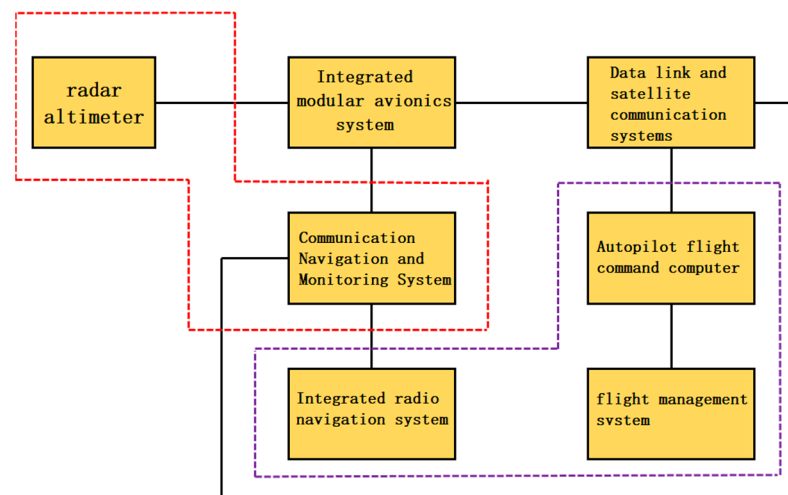 radar
altimeter
Integrated
modular avionics
system
Data link and
satellite
communication
systems
Communication
Navigation and
Monitoring System
Autopilot flight
command computer
Integrated radio
navigation system
flight management
system